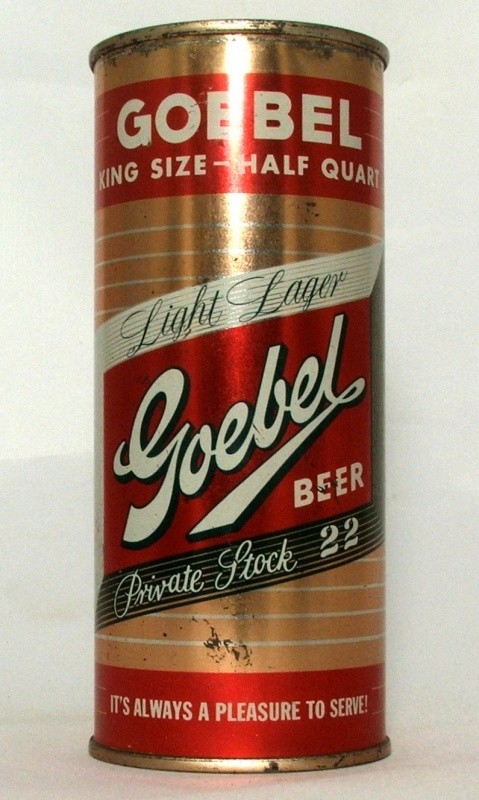 GOEBEL
KING SIZE-HALF QUART
Light Lager
Goebel
BEER
Private Stock 22
IT'S ALWAYS A PLEASURE TO SERVE!